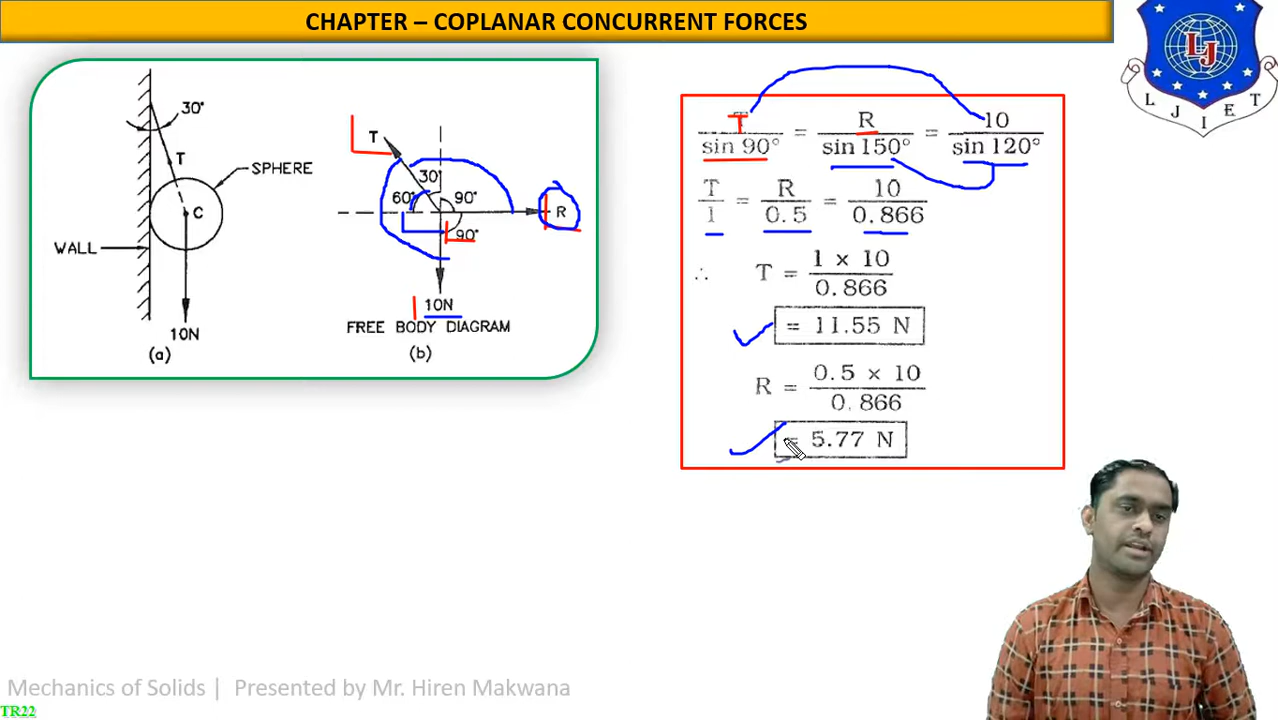 CHAPTER – COPLANAR CONCURRENT FORCES
LJ
LJIET
30°
T
SPHERE
C
WALL
10N
(a)
T
30°
60°
90°
R
90°
10N
FREE BODY DIAGRAM
(b)
T/sin 90° = R/sin 150° = 10/sin 120°
T/1 = R/0.5 = 10/0.866
∴ T = 1 × 10/0.866
= 11.55 N
R = 0.5 × 10/0.866
= 5.77 N
Mechanics of Solids | Presented by Mr. Hiren Makwana
TR22